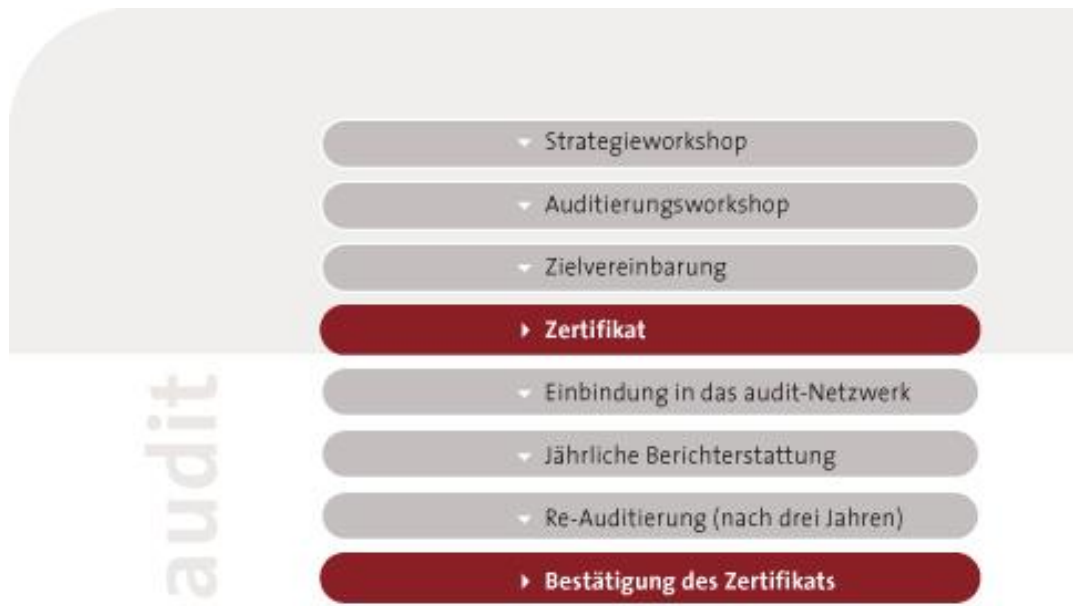 Strategieworkshop
Auditierungsworkshop
Zielvereinbarung
Zertifikat
Einbindung in das audit-Netzwerk
Jährliche Berichterstattung
Re-Auditierung (nach drei Jahren)
Bestätigung des Zertifikats
audit